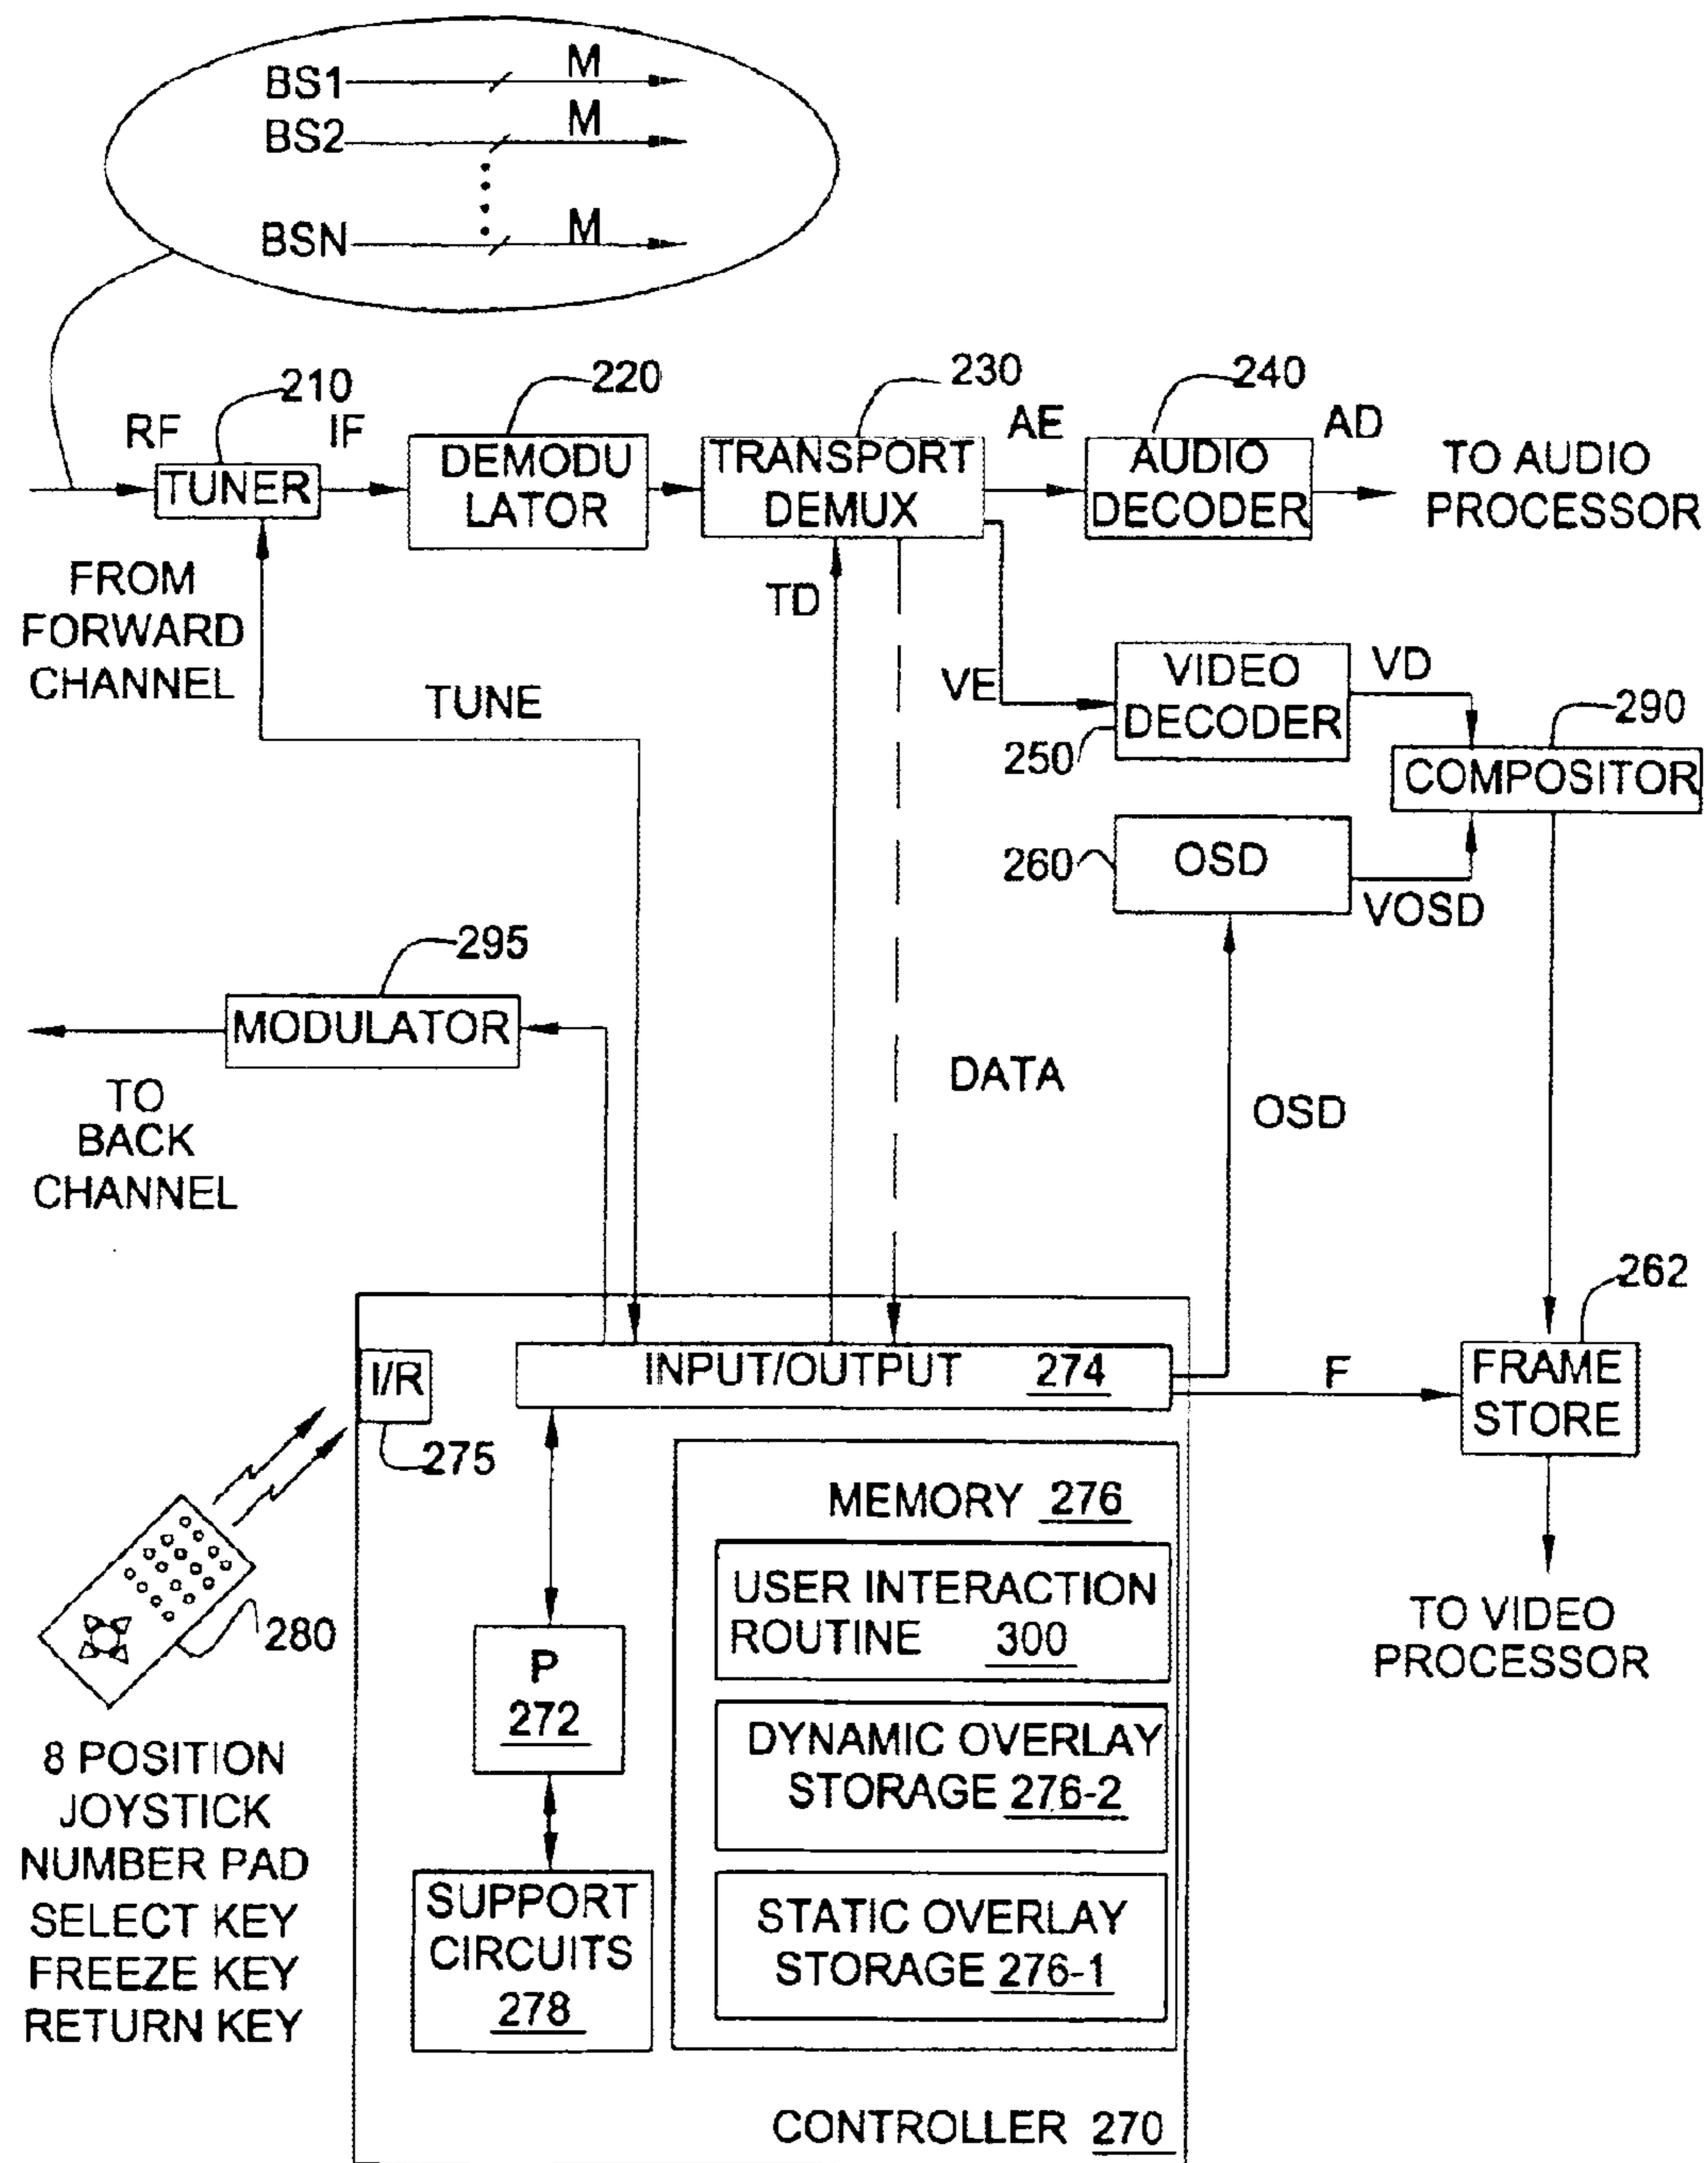 BS1 M
BS2 M
BSN M
210
220
230
240
RF
IF
AE
AD
TUNER
DEMODU
LATOR
TRANSPORT
DEMUX
AUDIO
DECODER
TO AUDIO
PROCESSOR
FROM
FORWARD
CHANNEL
TUNE
TD
VE
VIDEO
DECODER
250
VD
290
COMPOSITOR
260
OSD
VOSD
295
MODULATOR
TO
BACK
CHANNEL
DATA
OSD
262
I/R
275
INPUT/OUTPUT 274
F
FRAME
STORE
TO VIDEO
PROCESSOR
280
8 POSITION
JOYSTICK
NUMBER PAD
SELECT KEY
FREEZE KEY
RETURN KEY
P
272
SUPPORT
CIRCUITS
278
MEMORY 276
USER INTERACTION
ROUTINE 300
DYNAMIC OVERLAY
STORAGE 276-2
STATIC OVERLAY
STORAGE 276-1
CONTROLLER 270